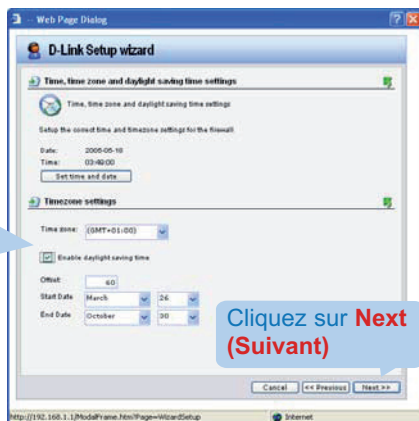 -- Web Page Dialog
D-Link Setup wizard
Time, time zone and daylight saving time settings
Time, time zone and daylight saving time settings
Setup the correct time and timezone settings for the firewall.
Date: 2005-05-18
Time: 03:49:00
Set time and date
Timezone settings
Time zone: (GMT+01:00)
Enable daylight saving time
Offset: 60
Start Date March 26
End Date October 30
Cliquez sur Next
(Suivant)
Cancel << Previous Next >>
http://192.168.1.1/ModalFrame.html?Page=WizardSetup Internet